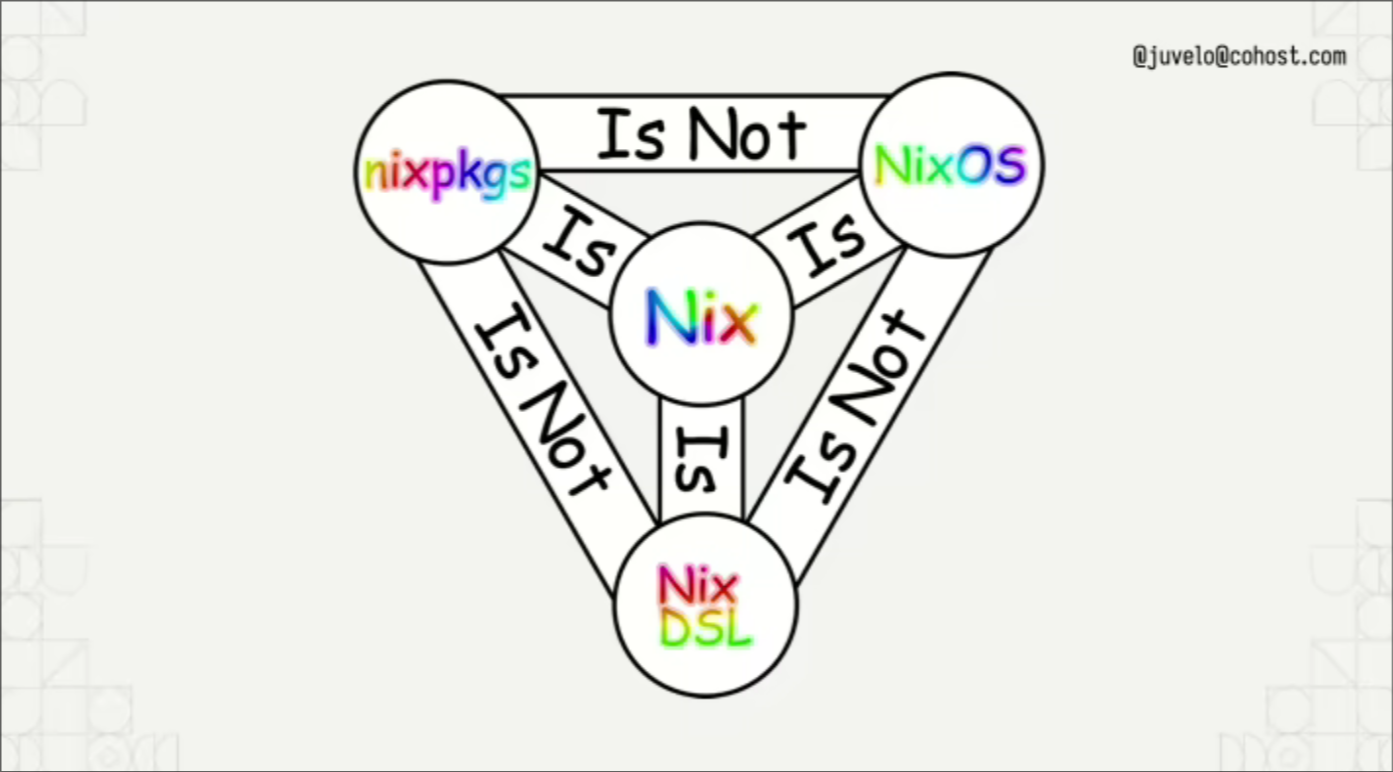 @juvelo@cohost.com
nixpkgs
Is Not
NixOS
Is
Is
Nix
Is Not
Is
Is Not
Nix
DSL